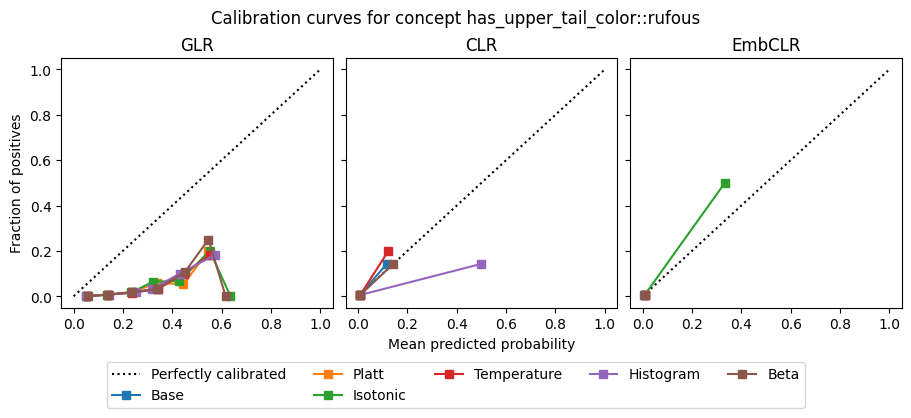 Calibration curves for concept has_upper_tail_color::rufous
GLR
CLR
EmbCLR
Fraction of positives
1.0
0.8
0.6
0.4
0.2
0.0
0.0 0.2 0.4 0.6 0.8 1.0
0.0 0.2 0.4 0.6 0.8 1.0
0.0 0.2 0.4 0.6 0.8 1.0
Mean predicted probability
Perfectly calibrated Platt Temperature Histogram Beta
Base Isotonic